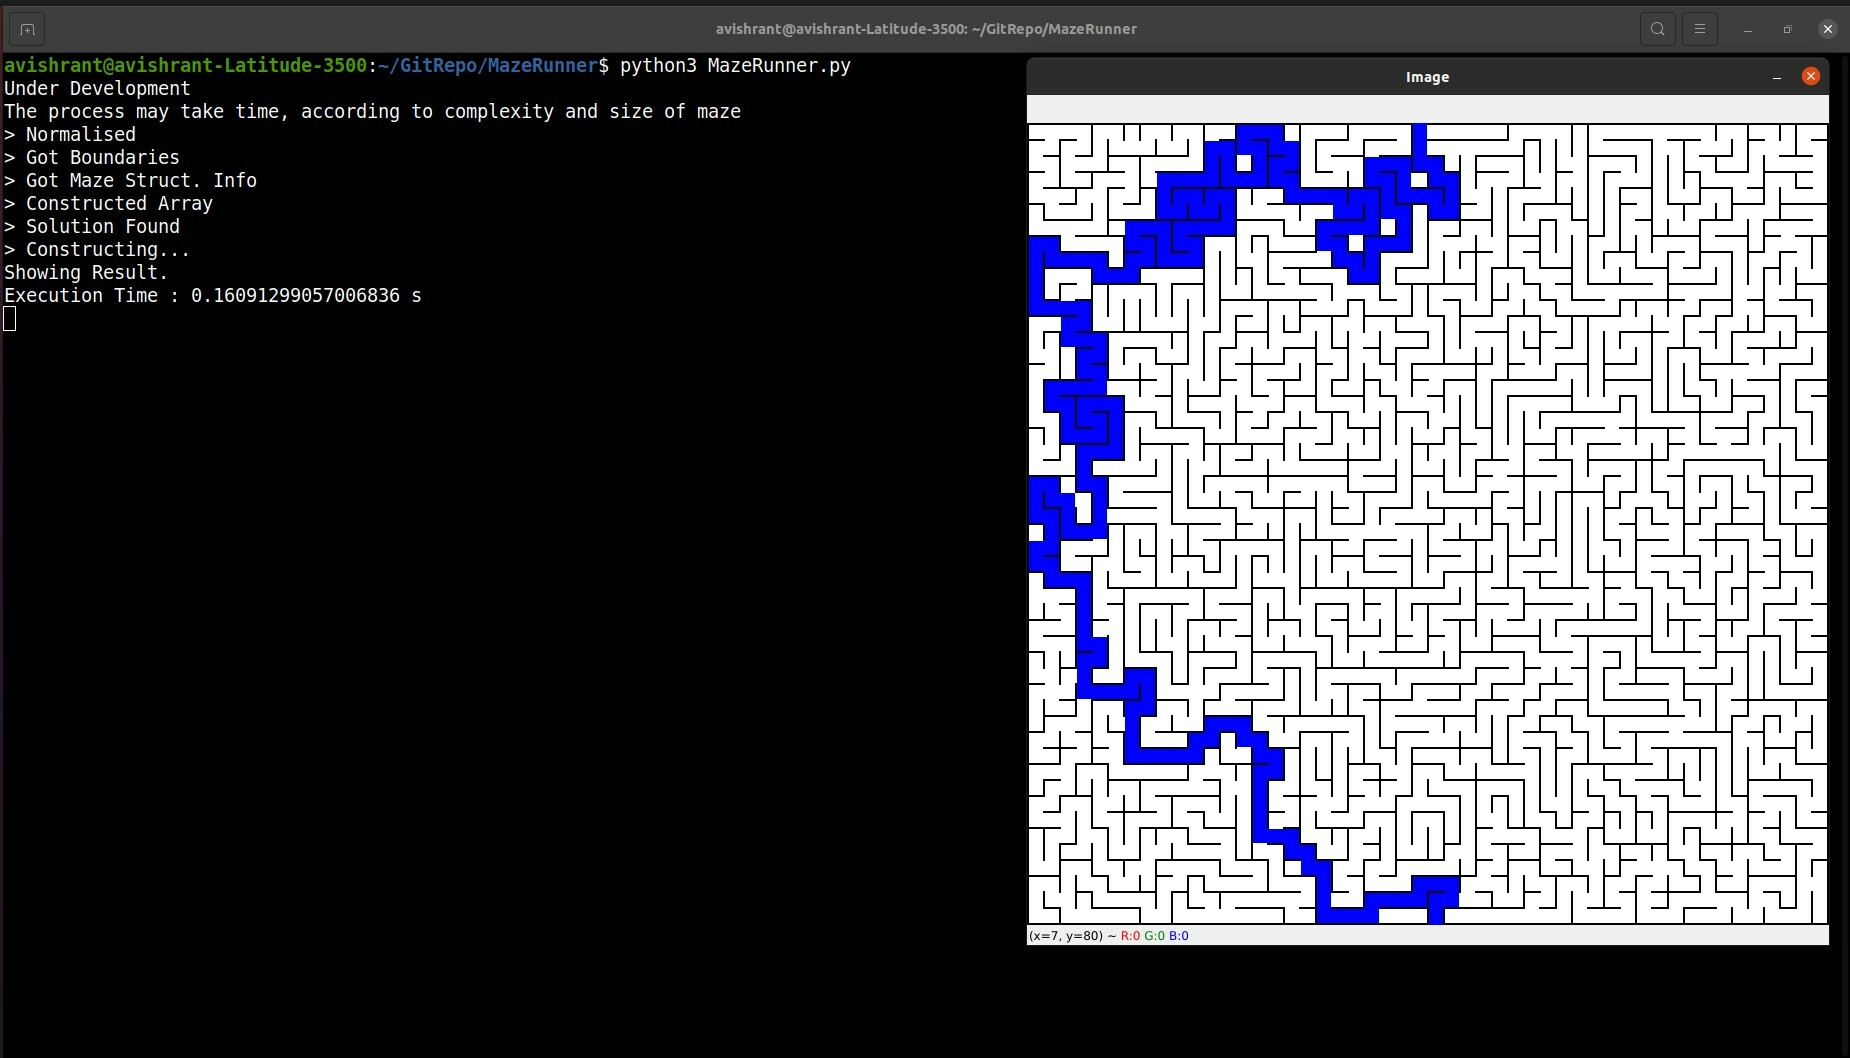 avishrant@avishrant-Latitude-3500: ~/GitRepo/MazeRunner
avishrant@avishrant-Latitude-3500:~/GitRepo/MazeRunner$ python3 MazeRunner.py
Under Development
The process may take time, according to complexity and size of maze
> Normalised
> Got Boundaries
> Got Maze Struct. Info
> Constructed Array
> Solution Found
> Constructing...
Showing Result.
Execution Time : 0.16091299057006836 s
Image
(x=7, y=80) ~ R:0 G:0 B:0